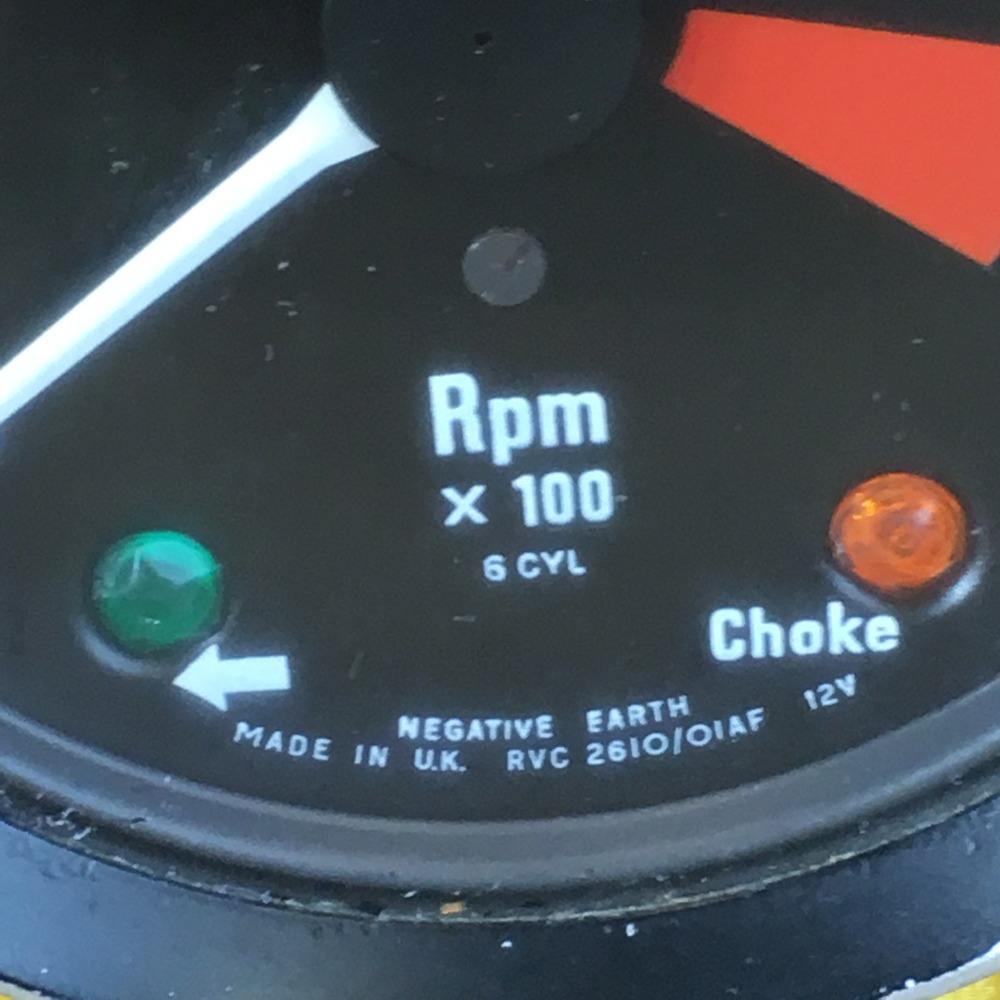 Rpm
x 100
6 CYL
Choke
NEGATIVE EARTH 12V
MADE IN U.K. RVC 2610/01AF